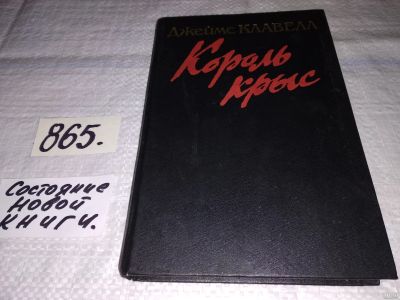 Джеймс КЛАВЕЛЛ
Король
крыс
865.
Состояние
Новой
книги.